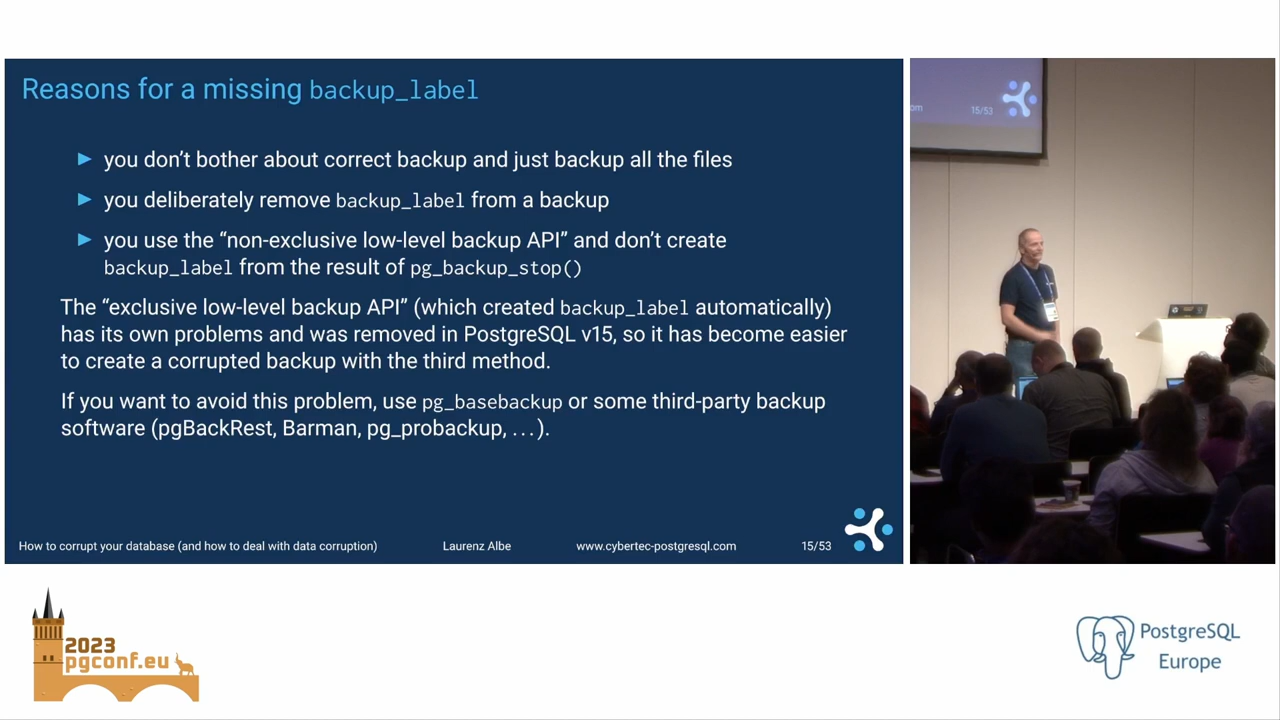 Reasons for a missing backup_label
you don't bother about correct backup and just backup all the files
you deliberately remove backup_label from a backup
you use the “non-exclusive low-level backup API” and don't create
backup_label from the result of pg_backup_stop()
The “exclusive low-level backup API” (which created backup_label automatically)
has its own problems and was removed in PostgreSQL v15, so it has become easier
to create a corrupted backup with the third method.
If you want to avoid this problem, use pg_basebackup or some third-party backup
software (pgBackRest, Barman, pg_probackup, ...).
How to corrupt your database (and how to deal with data corruption) Laurenz Albe www.cybertec-postgresql.com 15/53
om 15/53
2023
pgconf.eu
PostgreSQL
Europe